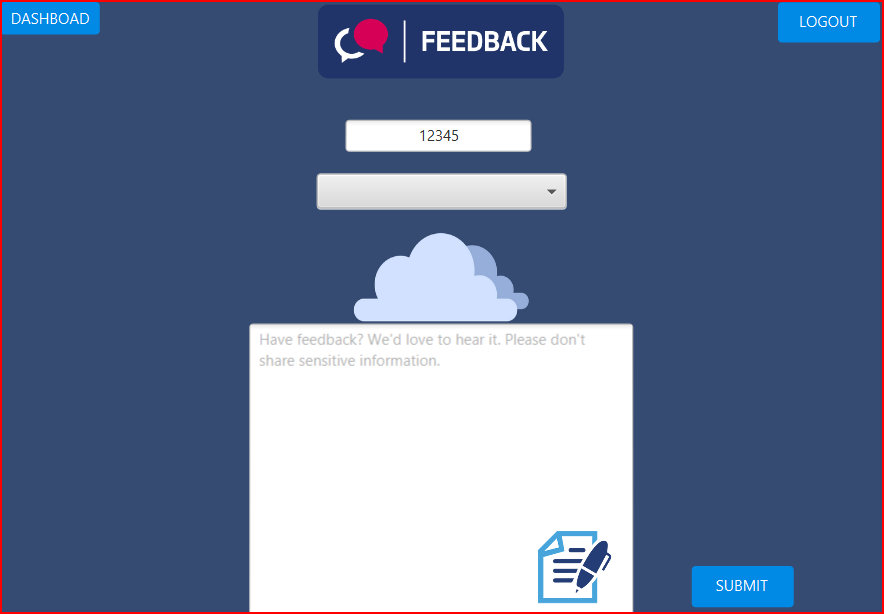 DASHBOAD
FEEDBACK
LOGOUT
12345
Have feedback? We'd love to hear it. Please don't
share sensitive information.
SUBMIT